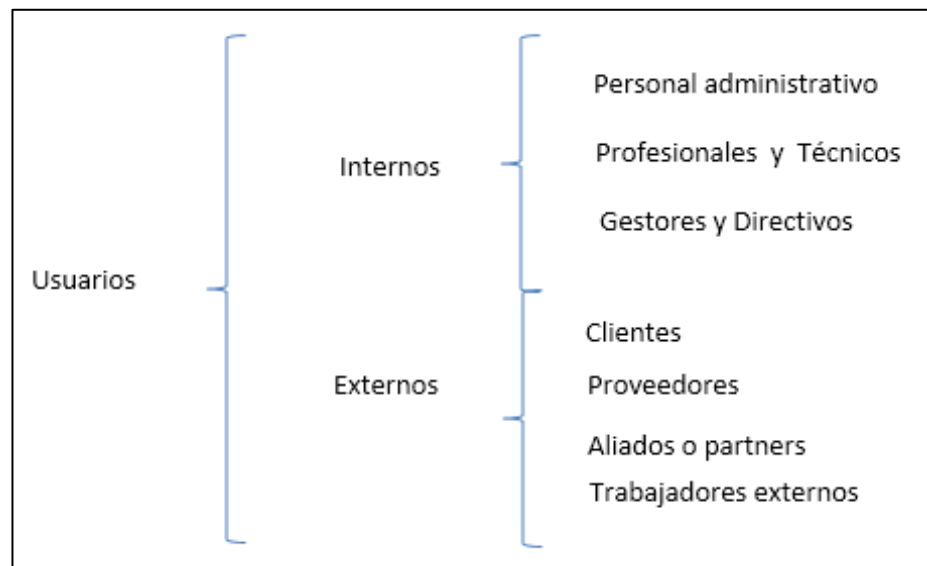 Usuarios
Internos
Personal administrativo
Profesionales y Técnicos
Gestores y Directivos
Externos
Clientes
Proveedores
Aliados o partners
Trabajadores externos